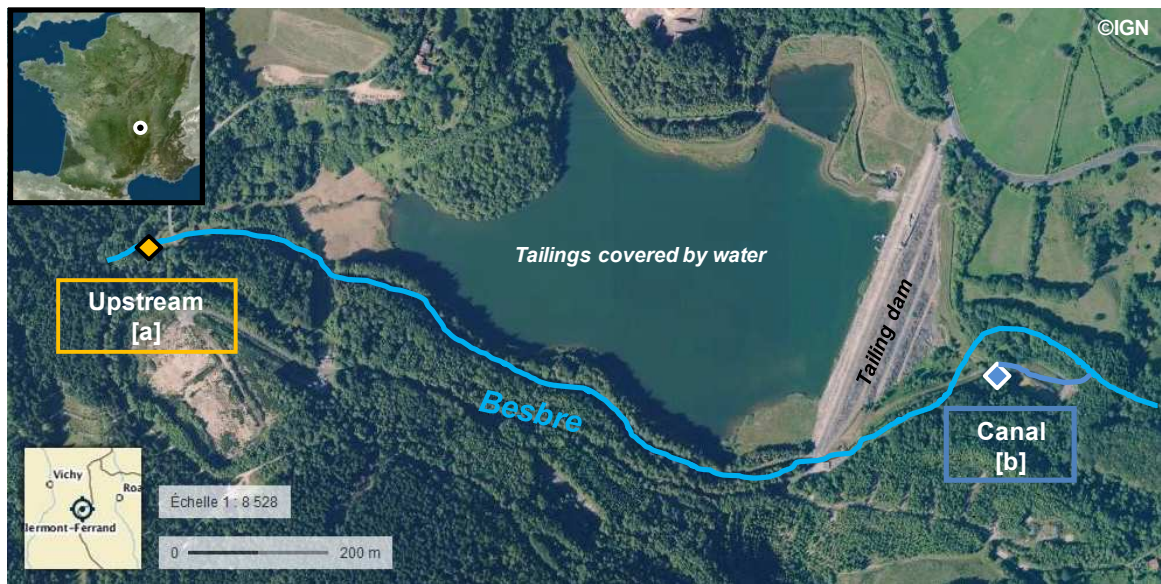 ©IGN
Tailings covered by water
Upstream
[a]
Tailing dam
Besbre
Canal
[b]
Vichy
Roa
lermont-Ferrand
Échelle 1 : 8 528
0 200 m